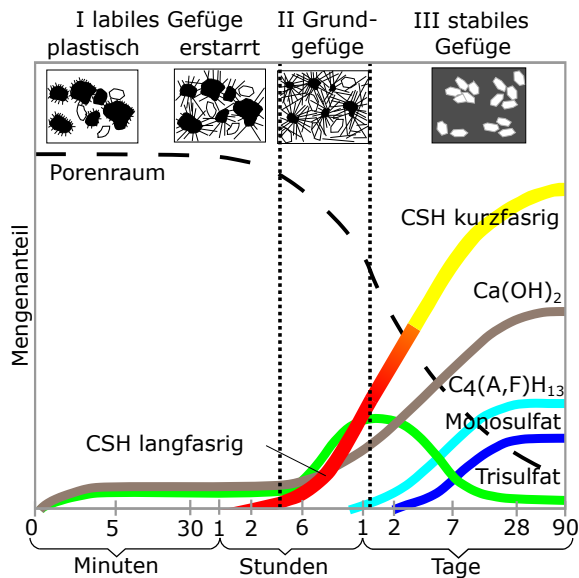 I labiles Gefüge
plastisch erstarrt
II Grund-
gefüge
III stabiles
Gefüge
Porenraum
CSH kurzfasrig
Ca(OH)₂
C₄(A,F)H₁₃
Monosulfat
CSH langfasrig
Trisulfat
Mengenanteil
0 5 30 1 2 6 1 2 7 28 90
Minuten Stunden Tage